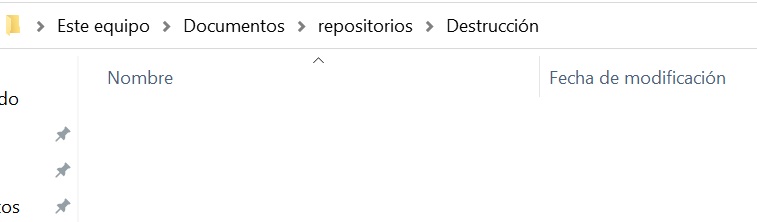 Este equipo > Documentos > repositorios > Destrucción
Nombre Fecha de modificación
do
tos